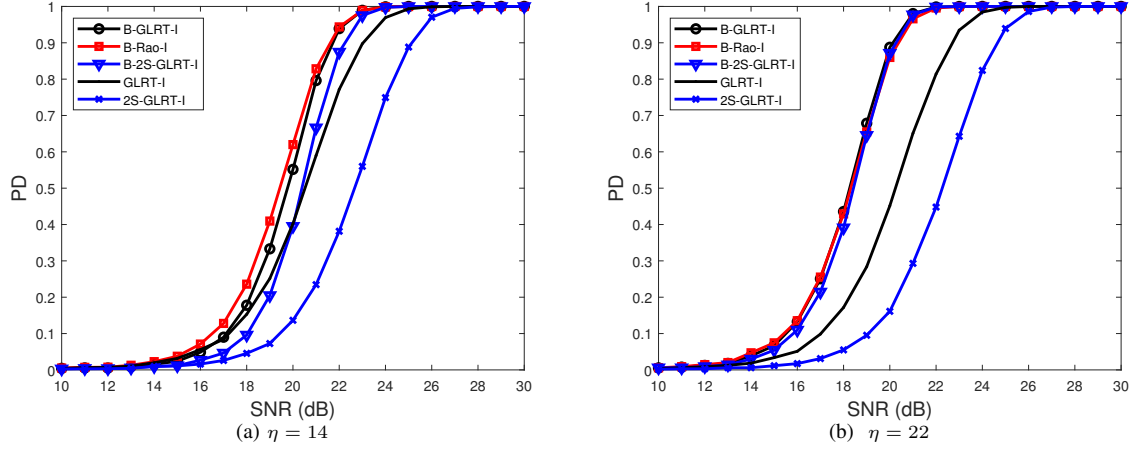 1
0.9
0.8
0.7
0.6
0.5
0.4
0.3
0.2
0.1
0
PD
B-GLRT-I
B-Rao-I
B-2S-GLRT-I
GLRT-I
2S-GLRT-I
10 12 14 16 18 20 22 24 26 28 30
SNR (dB)
(a) η = 14
1
0.9
0.8
0.7
0.6
0.5
0.4
0.3
0.2
0.1
0
PD
B-GLRT-I
B-Rao-I
B-2S-GLRT-I
GLRT-I
2S-GLRT-I
10 12 14 16 18 20 22 24 26 28 30
SNR (dB)
(b) η = 22